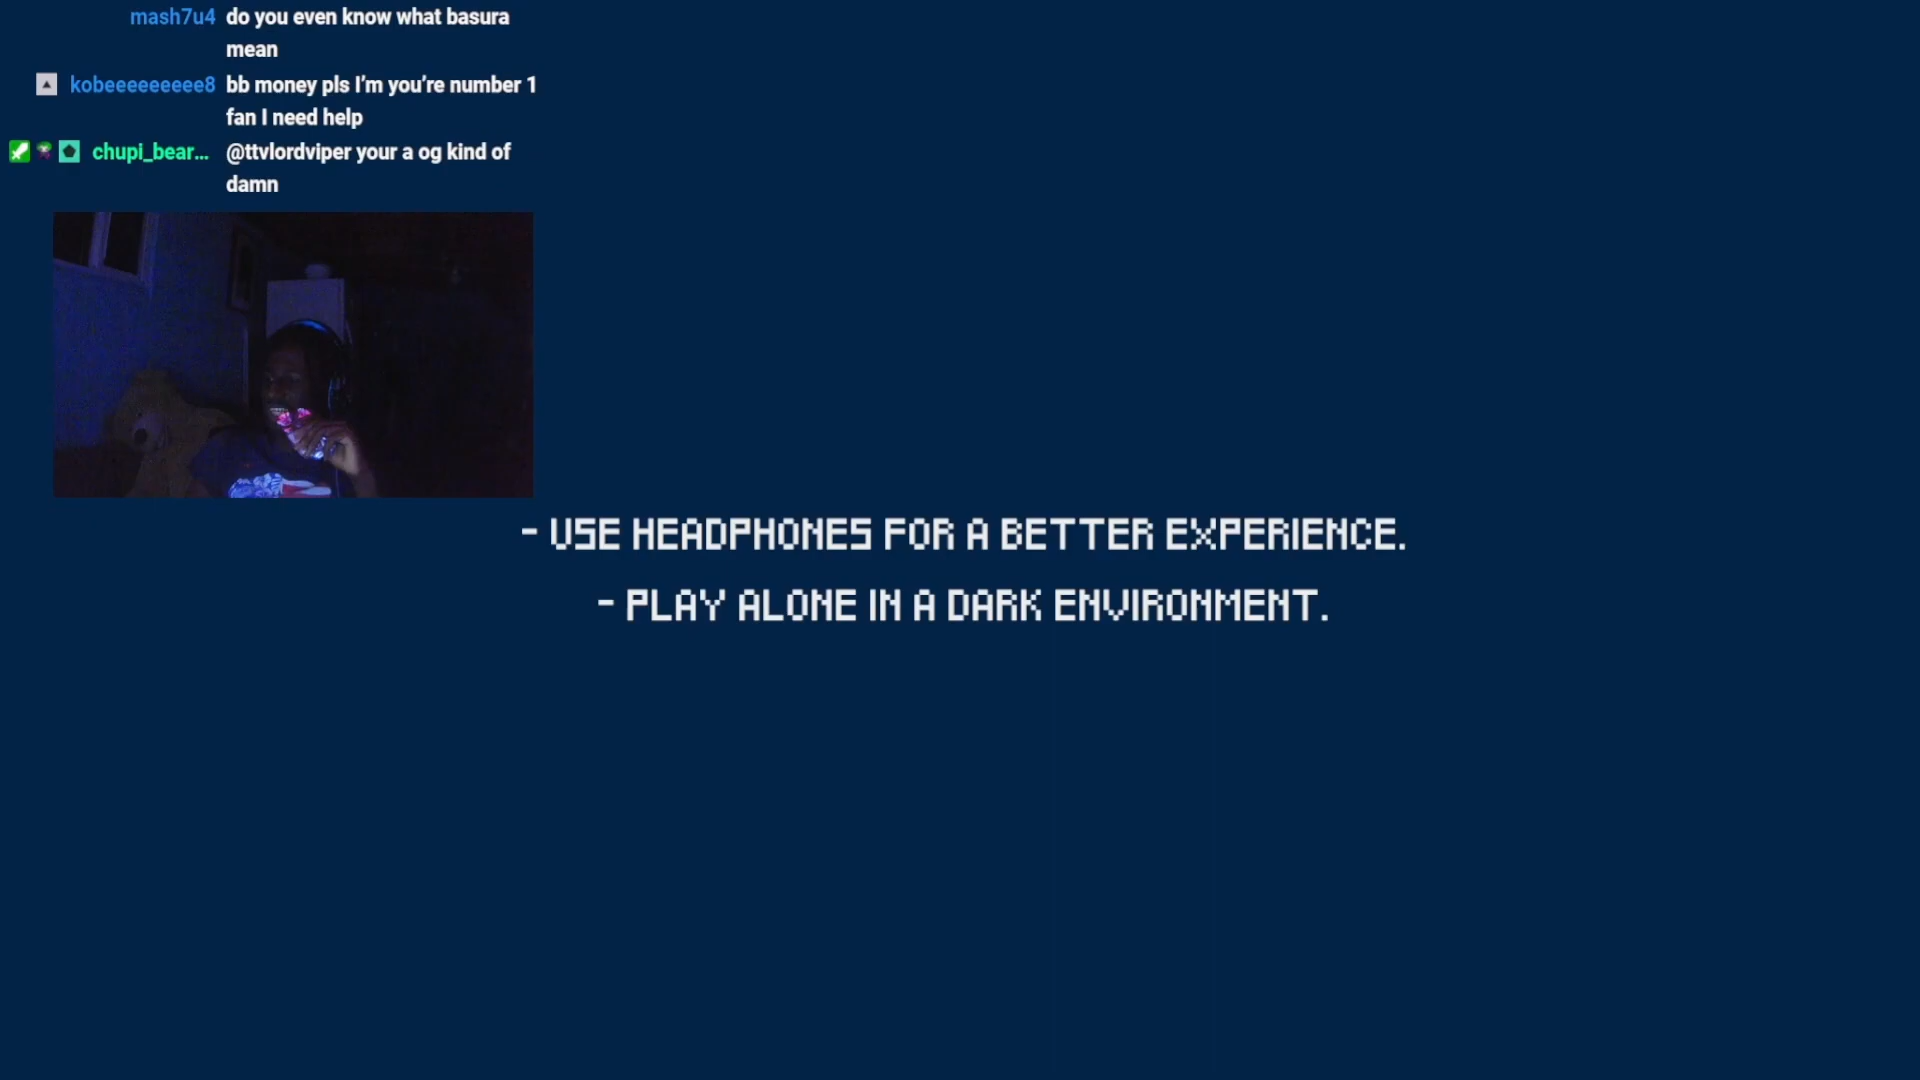 mash7u4 do you even know what basura
mean
kobeeeeeeeee8 bb money pls I’m you’re number 1
fan I need help
chupi_bear... @ttvlordviper your a og kind of
damn
- USE HEADPHONES FOR A BETTER EXPERIENCE.
- PLAY ALONE IN A DARK ENVIRONMENT.